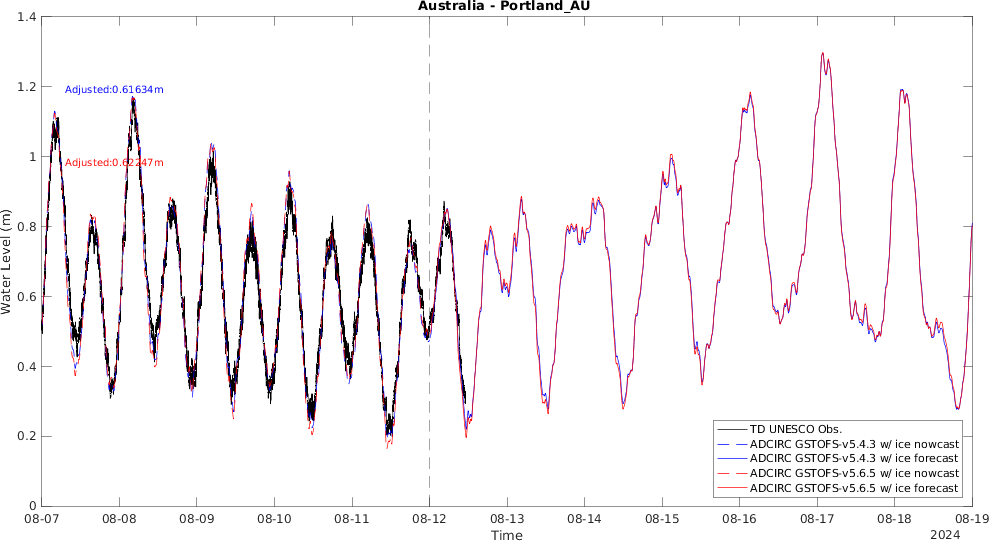 Australia - Portland_AU
1.4
1.2
1
0.8
0.6
0.4
0.2
0
Water Level (m)
Adjusted:0.61634m
Adjusted:0.62247m
TD UNESCO Obs.
ADCIRC GSTOFS-v5.4.3 w/ ice nowcast
ADCIRC GSTOFS-v5.4.3 w/ ice forecast
ADCIRC GSTOFS-v5.6.5 w/ ice nowcast
ADCIRC GSTOFS-v5.6.5 w/ ice forecast
08-07 08-08 08-09 08-10 08-11 08-12 08-13 08-14 08-15 08-16 08-17 08-18 08-19
Time
2024